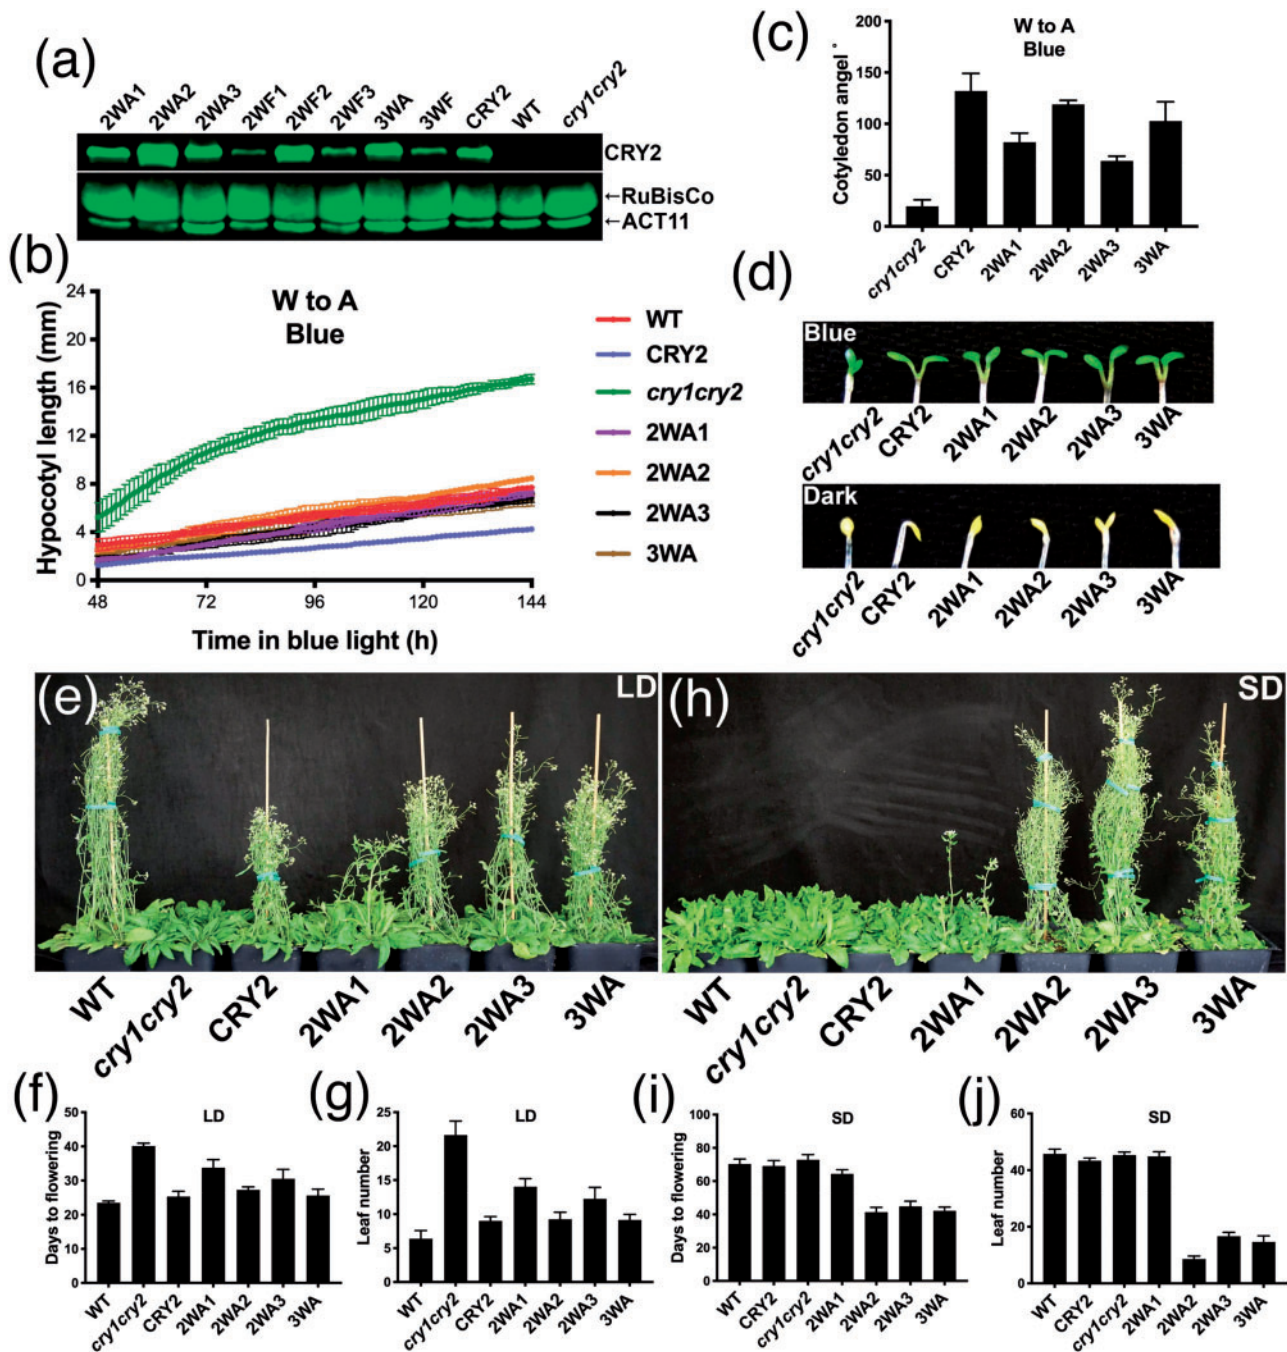 (a)
2WA1 2WA2 2WA3 2WF1 2WF2 2WF3 3WA 3WF CRY2 WT cry1cry2
CRY2
←RuBisCo
←ACT11
(b)
W to A
Blue
Hypocotyl length (mm)
24
20
16
12
8
4
0
48 72 96 120 144
Time in blue light (h)
WT
CRY2
cry1cry2
2WA1
2WA2
2WA3
3WA
(c)
W to A
Blue
Cotyledon angel °
200
150
100
50
0
cry1cry2 CRY2 2WA1 2WA2 2WA3 3WA
(d)
Blue
cry1cry2 CRY2 2WA1 2WA2 2WA3 3WA
Dark
cry1cry2 CRY2 2WA1 2WA2 2WA3 3WA
(e)
LD
WT cry1cry2 CRY2 2WA1 2WA2 2WA3 3WA
(h)
SD
WT cry1cry2 CRY2 2WA1 2WA2 2WA3 3WA
(f)
LD
Days to flowering
50
40
30
20
10
0
WT cry1cry2 CRY2 2WA1 2WA2 2WA3 3WA
(g)
LD
Leaf number
25
20
15
10
5
0
WT cry1cry2 CRY2 2WA1 2WA2 2WA3 3WA
(i)
SD
Days to flowering
100
80
60
40
20
0
WT CRY2 cry1cry2 2WA1 2WA2 2WA3 3WA
(j)
SD
Leaf number
60
40
20
0
WT CRY2 cry1cry2 2WA1 2WA2 2WA3 3WA